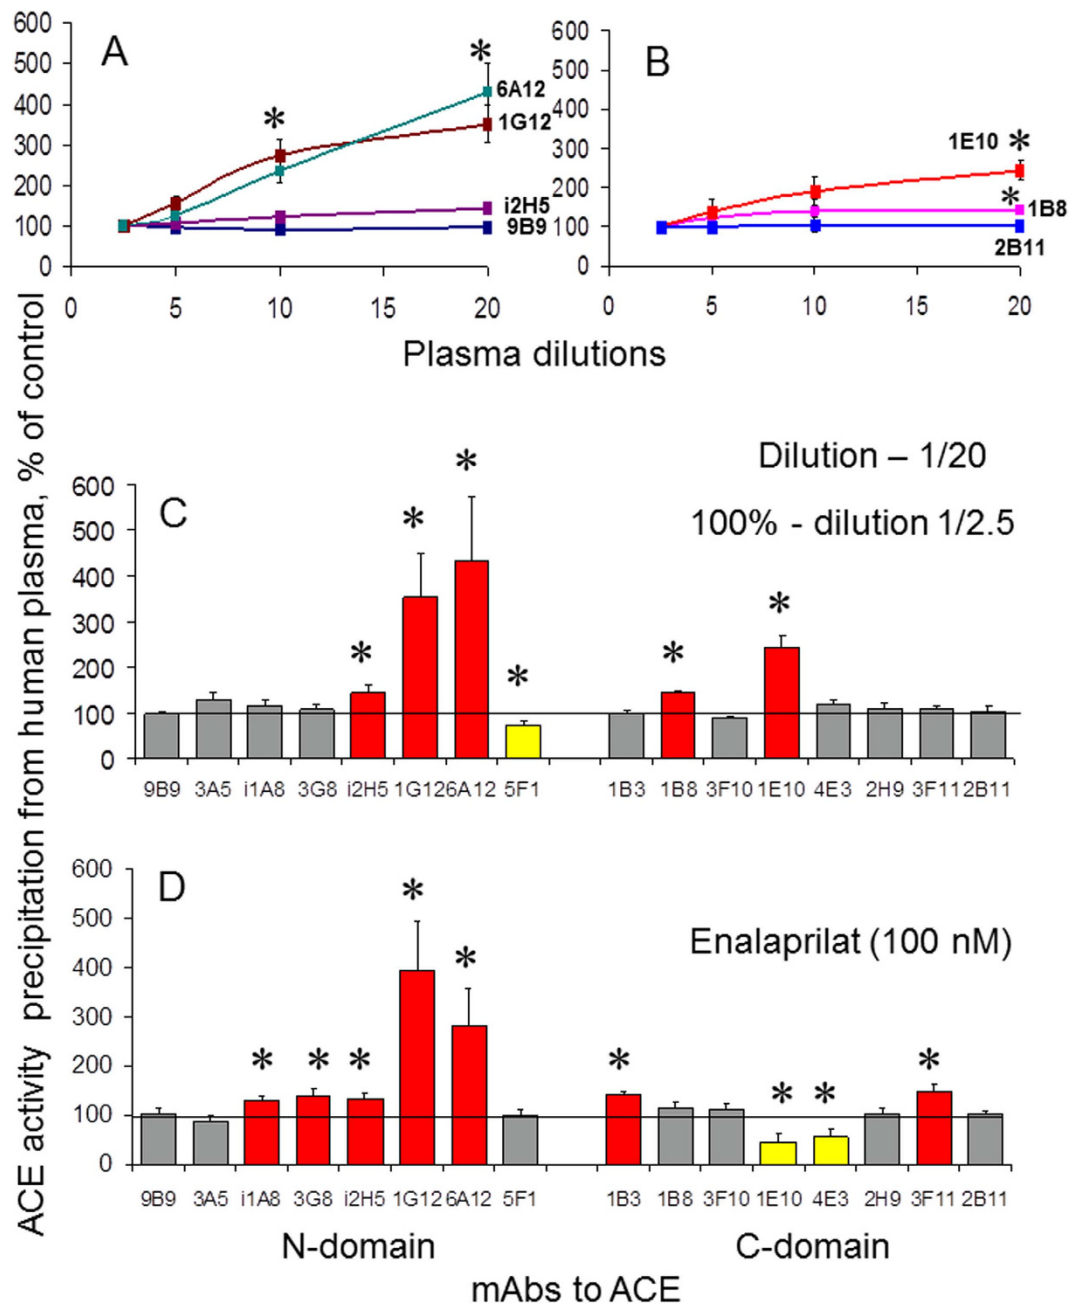 ACE activity precipitation from human plasma, % of control
A
600
500
400
300
200
100
0
0
5
10
15
20
*
*
6A12
1G12
i2H5
9B9
B
600
500
400
300
200
100
0
0
5
10
15
20
1E10 *
*
1B8
2B11
Plasma dilutions
Dilution – 1/20
100% - dilution 1/2.5
C
600
500
400
300
200
100
0
* * * * * *
9B9 3A5 i1A8 3G8 i2H5 1G12 6A12 5F1 1B3 1B8 3F10 1E10 4E3 2H9 3F11 2B11
D
Enalaprilat (100 nM)
600
500
400
300
200
100
0
* * * * * * * * *
9B9 3A5 i1A8 3G8 i2H5 1G12 6A12 5F1 1B3 1B8 3F10 1E10 4E3 2H9 3F11 2B11
N-domain C-domain
mAbs to ACE